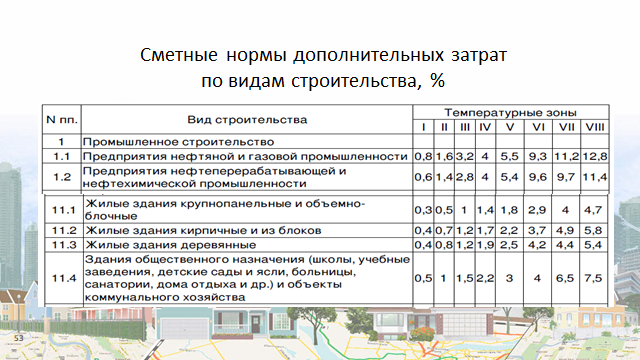 Сметные нормы дополнительных затрат
по видам строительства, %
N пп. Вид строительства Температурные зоны
I II III IV V VI VII VIII
1 Промышленное строительство
1.1 Предприятия нефтяной и газовой промышленности 0,8 1,6 3,2 4 5,5 9,3 11,2 12,8
1.2 Предприятия нефтеперерабатывающей и
нефтехимической промышленности 0,6 1,4 2,8 4 5,4 9,6 9,7 11,4
11.1 Жилые здания крупнопанельные и объемно-
блочные 0,3 0,5 1 1,4 1,8 2,9 4 4,7
11.2 Жилые здания кирпичные и из блоков 0,4 0,7 1,2 1,7 2,2 3,7 4,9 5,8
11.3 Жилые здания деревянные 0,4 0,8 1,2 1,9 2,5 4,2 4,4 5,4
11.4 Здания общественного назначения (школы, учебные
заведения, детские сады и ясли, больницы,
санатории, дома отдыха и др.) и объекты
коммунального хозяйства 0,5 1 1,5 2,2 3 4 6,5 7,5
53